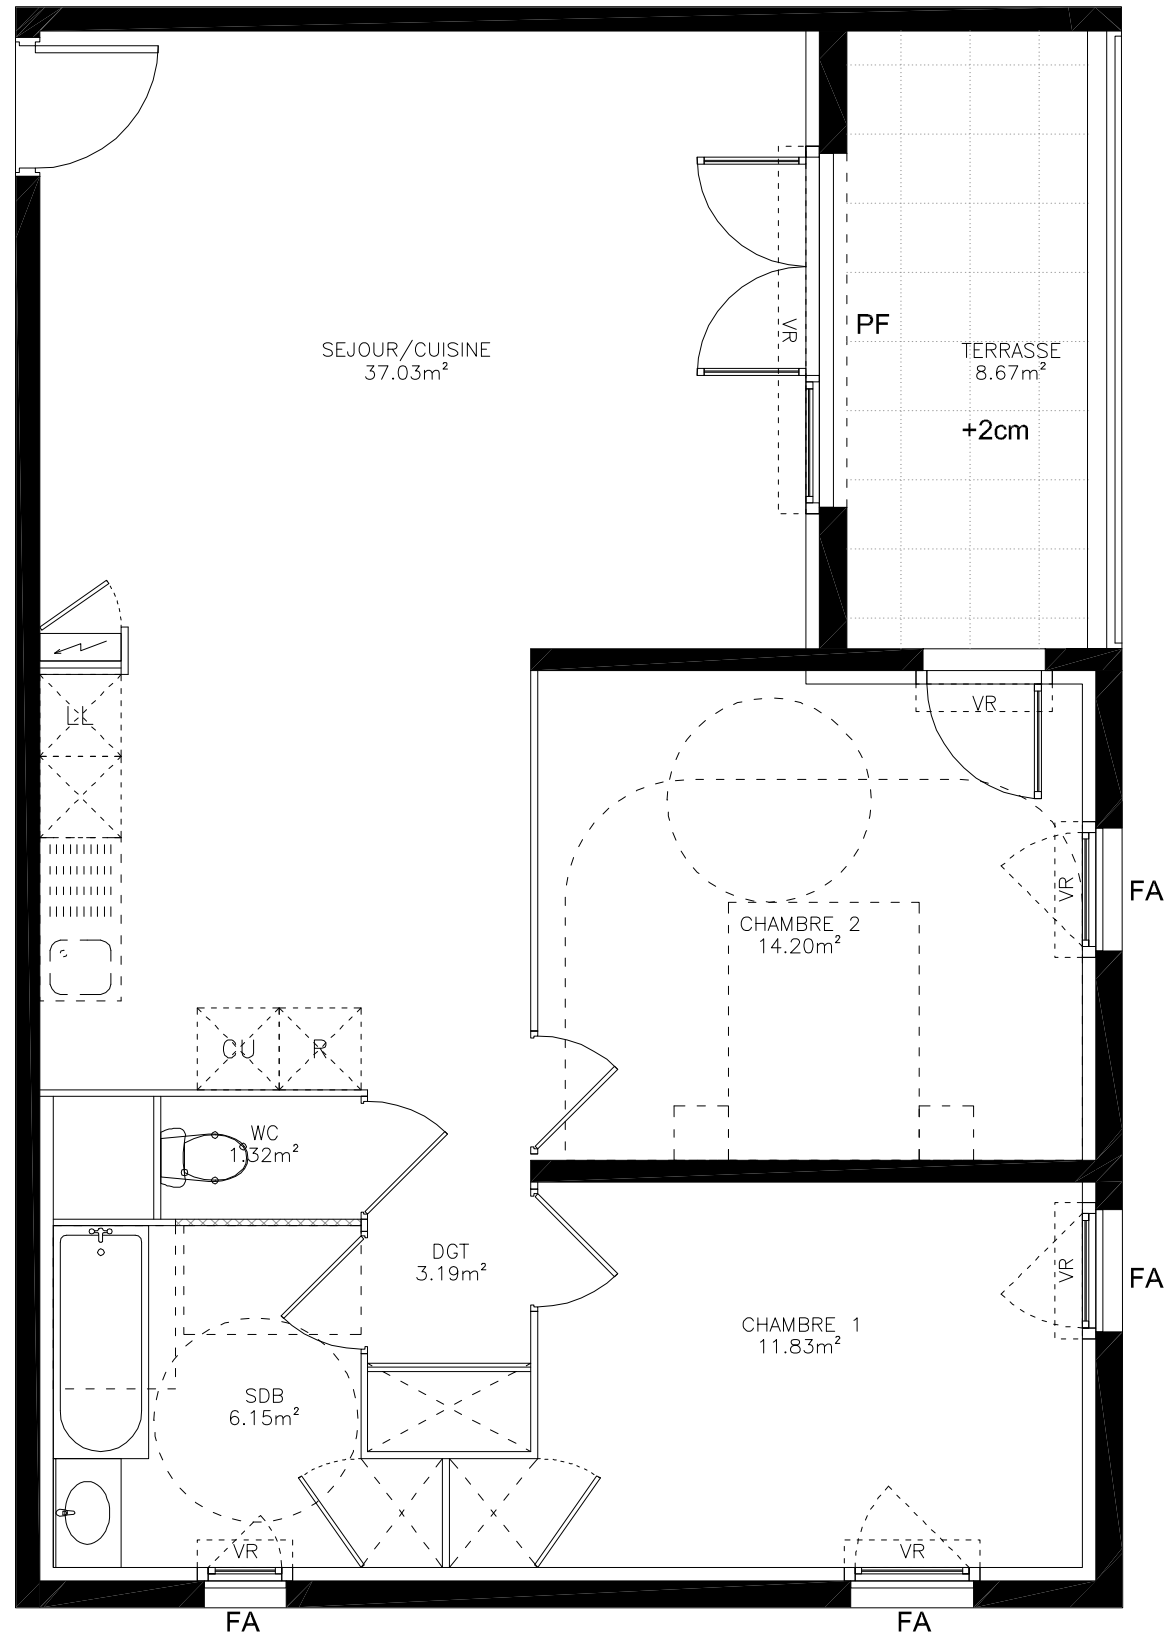 VR
PF
SEJOUR/CUISINE
37.03m²
TERRASSE
8.67m²
+2cm
LL
VR
VR
FA
CHAMBRE 2
14.20m²
CU
R
WC
1.32m²
DGT
3.19m²
VR
FA
CHAMBRE 1
11.83m²
SDB
6.15m²
VR
VR
FA
FA